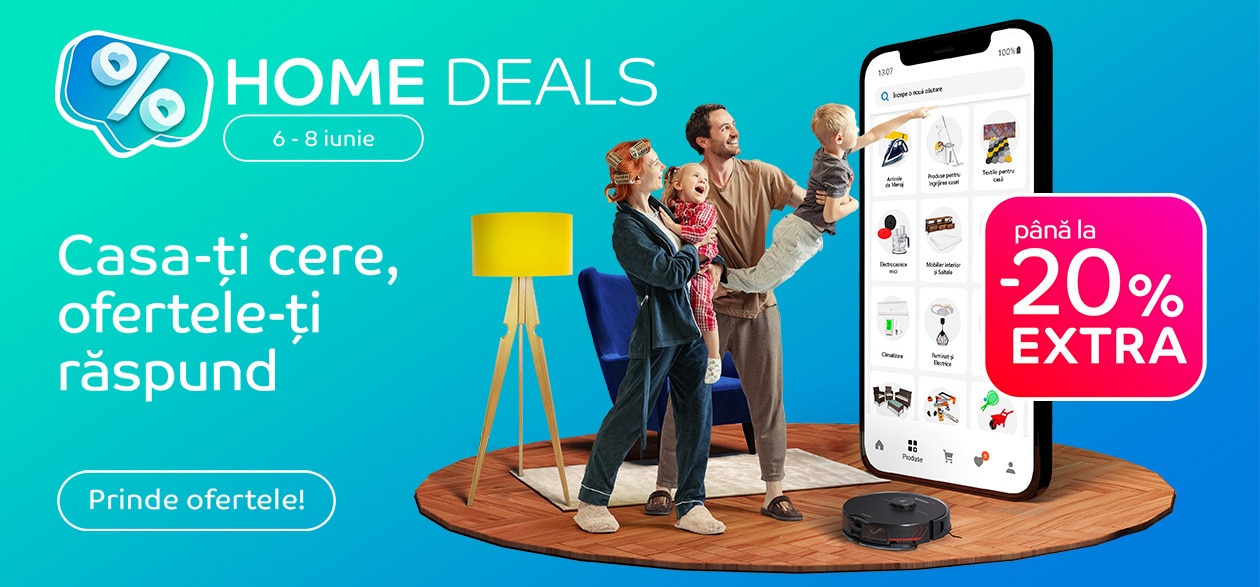 %
HOME DEALS
6 - 8 iunie
Casa-ți cere,
ofertele-ți
răspund
Prinde ofertele!
13:07
100%
Începe o nouă căutare
Articole
de Menaj
Produse pentru
îngrijirea casei
Textile pentru
casă
Electrocasnice
mici
Mobilier interior
și Saltele
Climatizare
Iluminat și
Electrice
Produse
până la
-20%
EXTRA